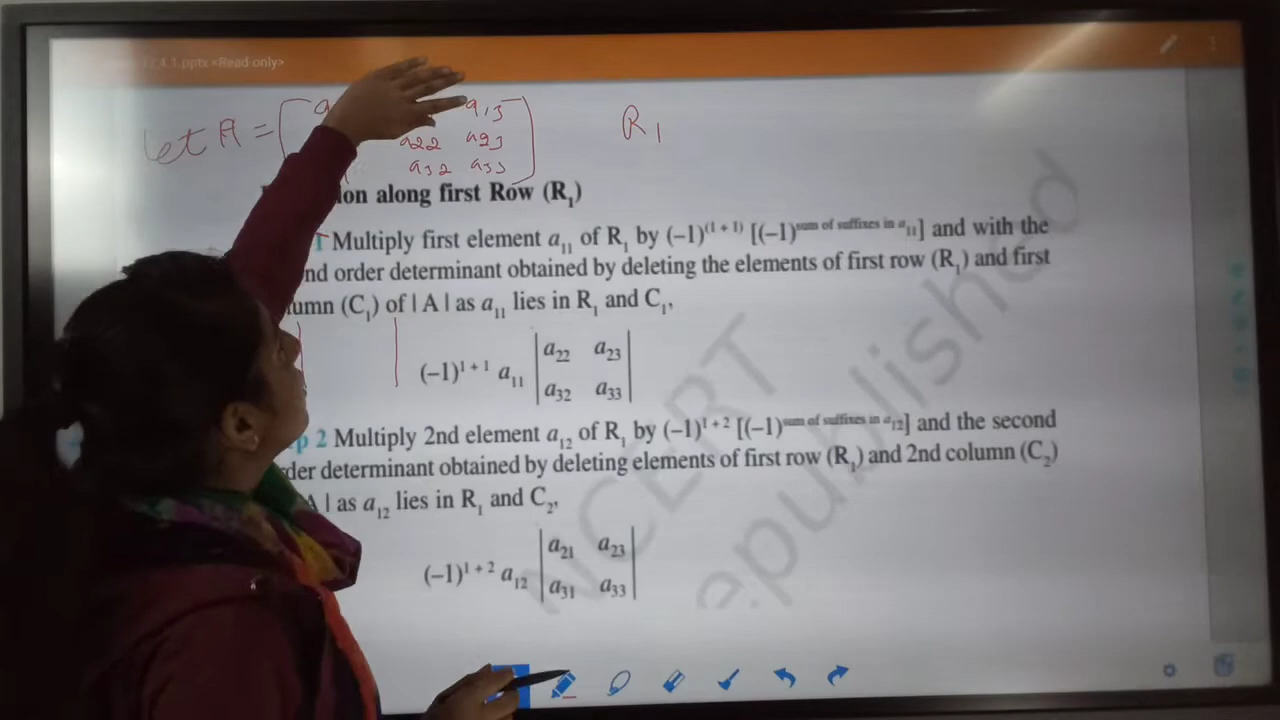 4.1.pptx <Read-only>
let A = [a a13
a22 a23
a32 a33]
R1
ion along first Row (R1)
Multiply first element a11 of R1 by (–1)^(1 + 1) [(–1)^sum of suffixes in a11] and with the
nd order determinant obtained by deleting the elements of first row (R1) and first
umn (C1) of | A | as a11 lies in R1 and C1,
(–1)^1 + 1 a11 | a22 a23
a32 a33 |
p 2 Multiply 2nd element a12 of R1 by (–1)^1 + 2 [(–1)^sum of suffixes in a12] and the second
der determinant obtained by deleting elements of first row (R1) and 2nd column (C2)
A | as a12 lies in R1 and C2,
(–1)^1 + 2 a12 | a21 a23
a31 a33 |
NCERT
republished